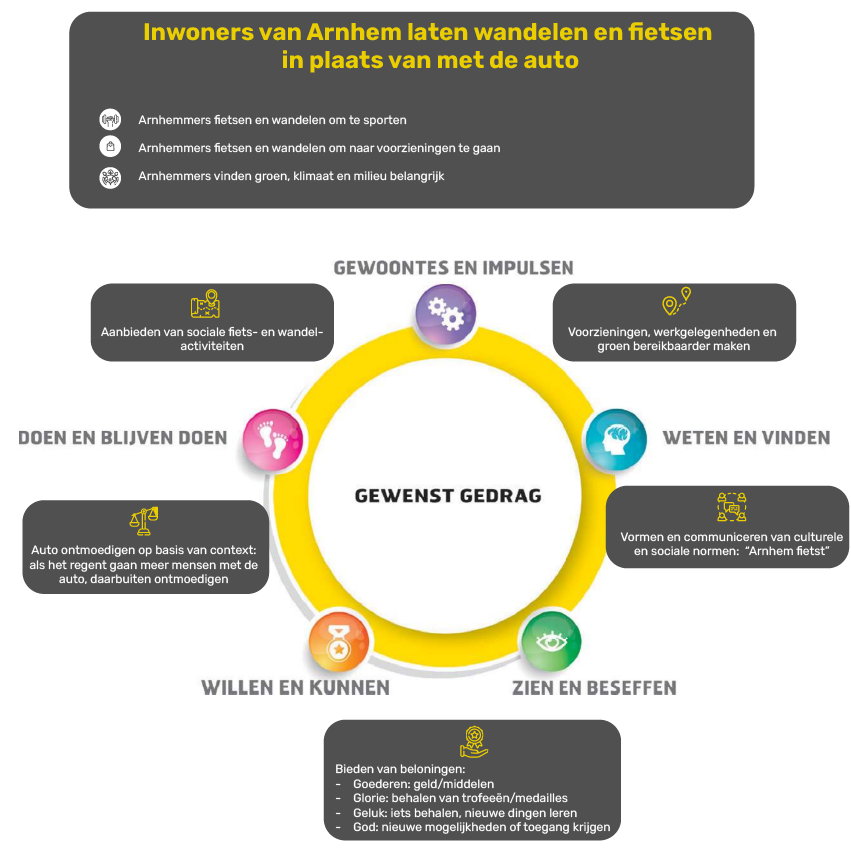 Inwoners van Arnhem laten wandelen en fietsen
in plaats van met de auto
Arnhemmers fietsen en wandelen om te sporten
Arnhemmers fietsen en wandelen om naar voorzieningen te gaan
Arnhemmers vinden groen, klimaat en milieu belangrijk
GEWOONTES EN IMPULSEN
Aanbieden van sociale fiets- en wandel-
activiteiten
Voorzieningen, werkgelegenheden en
groen bereikbaarder maken
DOEN EN BLIJVEN DOEN
WETEN EN VINDEN
GEWENST GEDRAG
Auto ontmoedigen op basis van context:
als het regent gaan meer mensen met de
auto, daarbuiten ontmoedigen
Vormen en communiceren van culturele
en sociale normen: "Arnhem fietst"
WILLEN EN KUNNEN
ZIEN EN BESEFFEN
Bieden van beloningen:
- Goederen: geld/middelen
- Glorie: behalen van trofeeën/medailles
- Geluk: iets behalen, nieuwe dingen leren
- God: nieuwe mogelijkheden of toegang krijgen